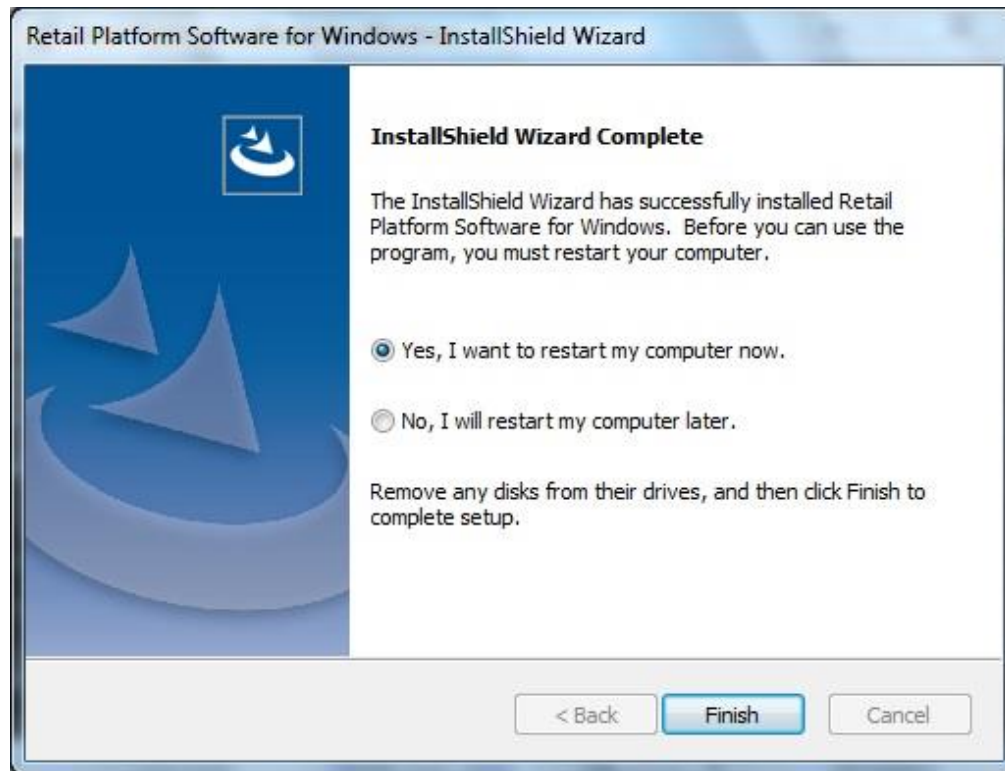 Retail Platform Software for Windows - InstallShield Wizard
InstallShield Wizard Complete
The InstallShield Wizard has successfully installed Retail
Platform Software for Windows.  Before you can use the
program, you must restart your computer.
Yes, I want to restart my computer now.
No, I will restart my computer later.
Remove any disks from their drives, and then click Finish to
complete setup.
< Back
Finish
Cancel